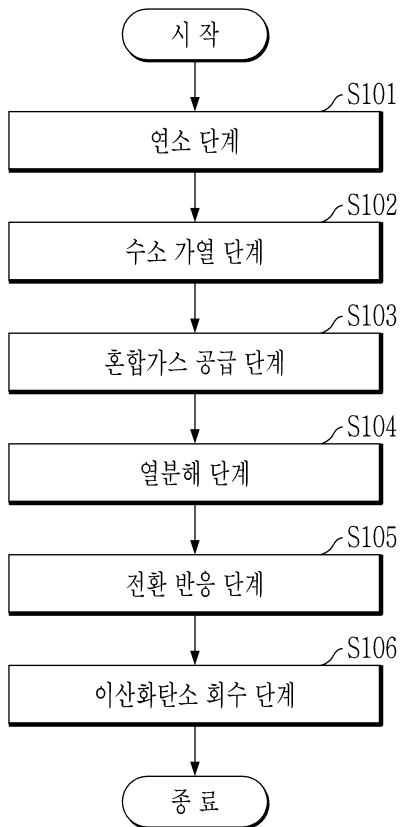 시 작
S101
연소 단계
S102
수소 가열 단계
S103
혼합가스 공급 단계
S104
열분해 단계
S105
전환 반응 단계
S106
이산화탄소 회수 단계
종 료